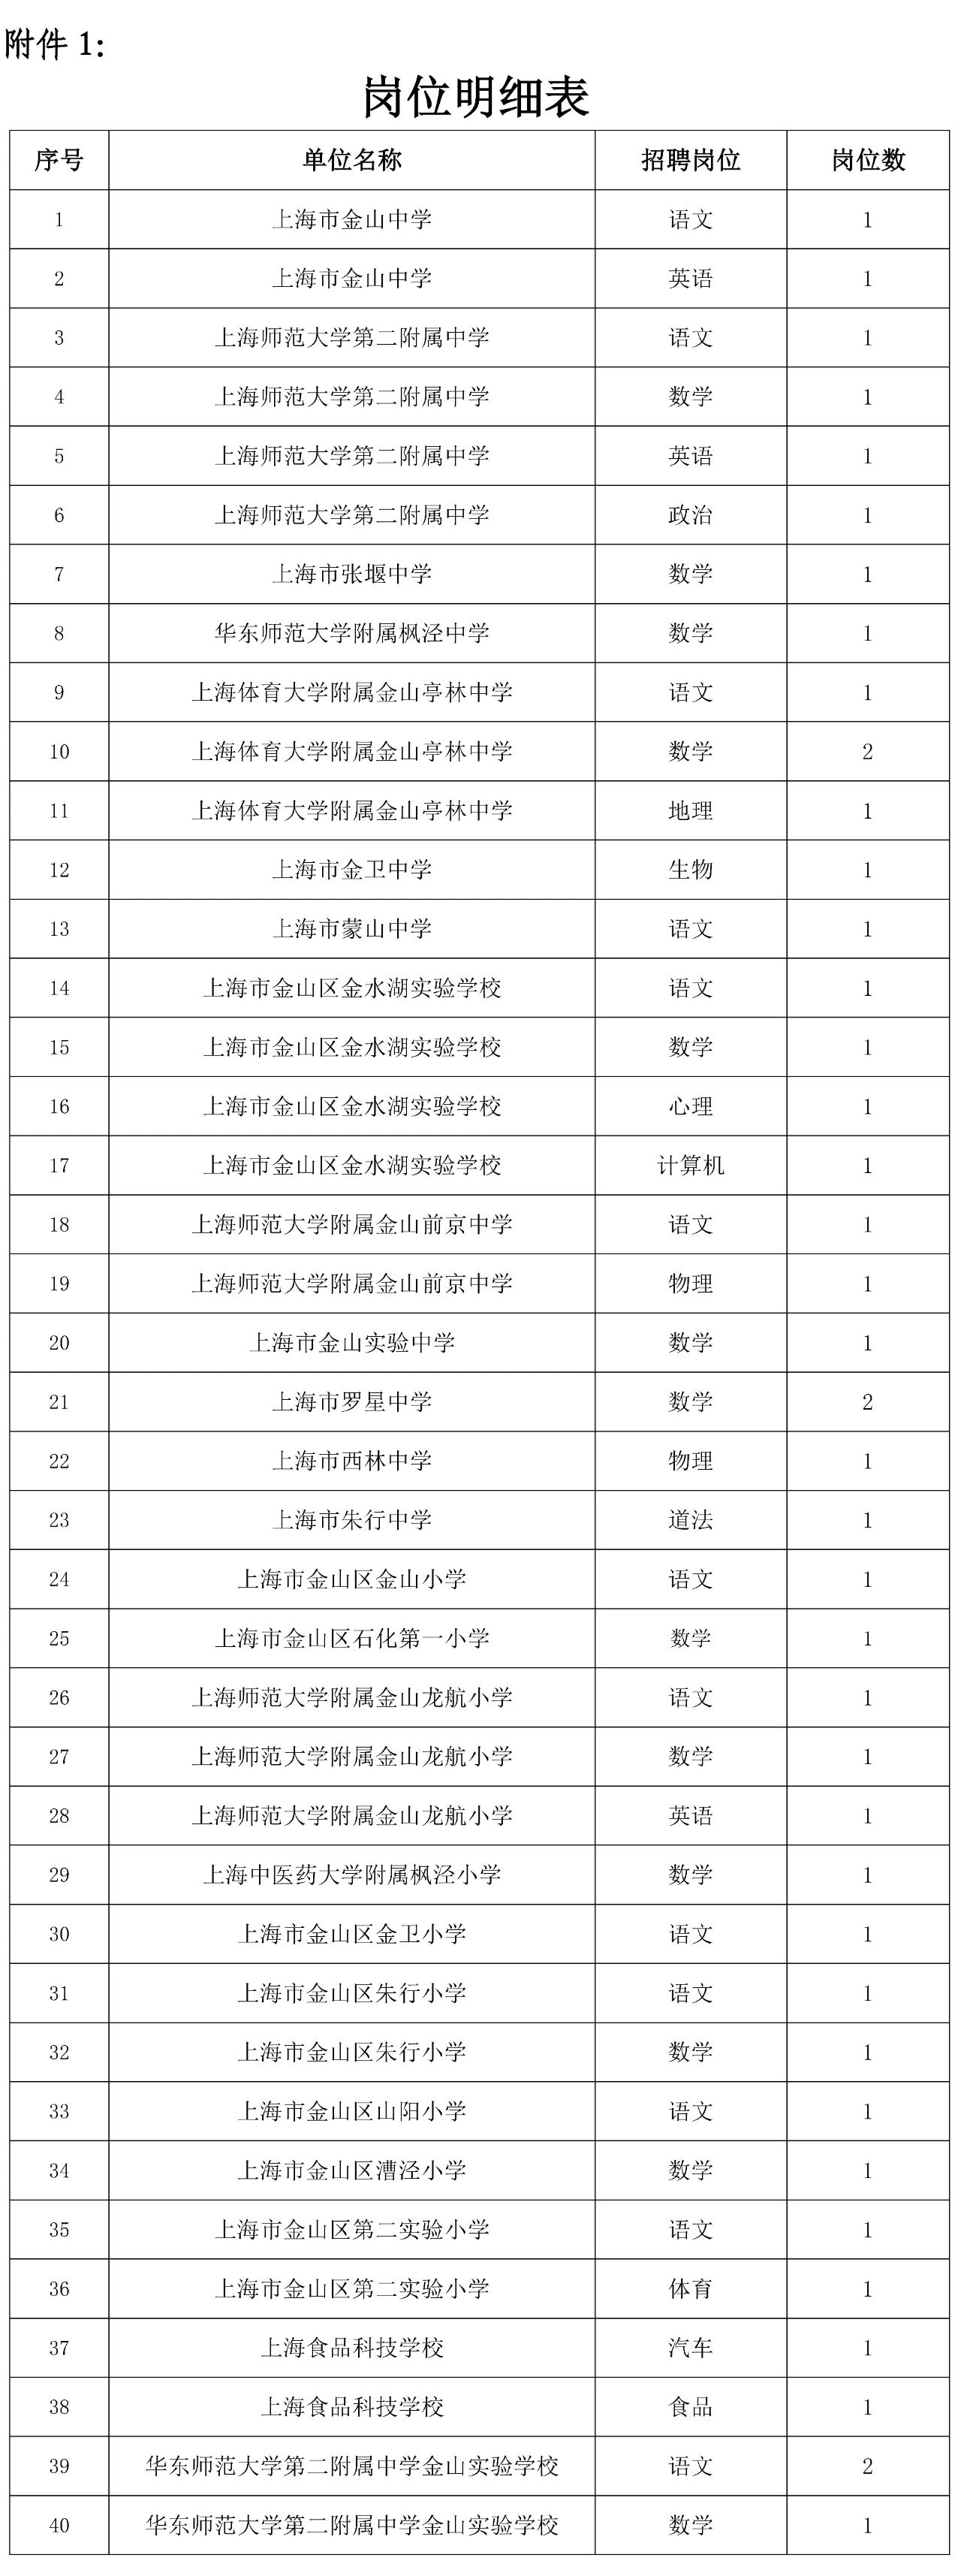 附件 1：
岗位明细表
序号 单位名称 招聘岗位 岗位数
1 上海市金山中学 语文 1
2 上海市金山中学 英语 1
3 上海师范大学第二附属中学 语文 1
4 上海师范大学第二附属中学 数学 1
5 上海师范大学第二附属中学 英语 1
6 上海师范大学第二附属中学 政治 1
7 上海市张堰中学 数学 1
8 华东师范大学附属枫泾中学 数学 1
9 上海体育大学附属金山亭林中学 语文 1
10 上海体育大学附属金山亭林中学 数学 2
11 上海体育大学附属金山亭林中学 地理 1
12 上海市金卫中学 生物 1
13 上海市蒙山中学 语文 1
14 上海市金山区金水湖实验学校 语文 1
15 上海市金山区金水湖实验学校 数学 1
16 上海市金山区金水湖实验学校 心理 1
17 上海市金山区金水湖实验学校 计算机 1
18 上海师范大学附属金山前京中学 语文 1
19 上海师范大学附属金山前京中学 物理 1
20 上海市金山实验中学 数学 1
21 上海市罗星中学 数学 2
22 上海市西林中学 物理 1
23 上海市朱行中学 道法 1
24 上海市金山区金山小学 语文 1
25 上海市金山区石化第一小学 数学 1
26 上海师范大学附属金山龙航小学 语文 1
27 上海师范大学附属金山龙航小学 数学 1
28 上海师范大学附属金山龙航小学 英语 1
29 上海中医药大学附属枫泾小学 数学 1
30 上海市金山区金卫小学 语文 1
31 上海市金山区朱行小学 语文 1
32 上海市金山区朱行小学 数学 1
33 上海市金山区山阳小学 语文 1
34 上海市金山区漕泾小学 数学 1
35 上海市金山区第二实验小学 语文 1
36 上海市金山区第二实验小学 体育 1
37 上海食品科技学校 汽车 1
38 上海食品科技学校 食品 1
39 华东师范大学第二附属中学金山实验学校 语文 2
40 华东师范大学第二附属中学金山实验学校 数学 1